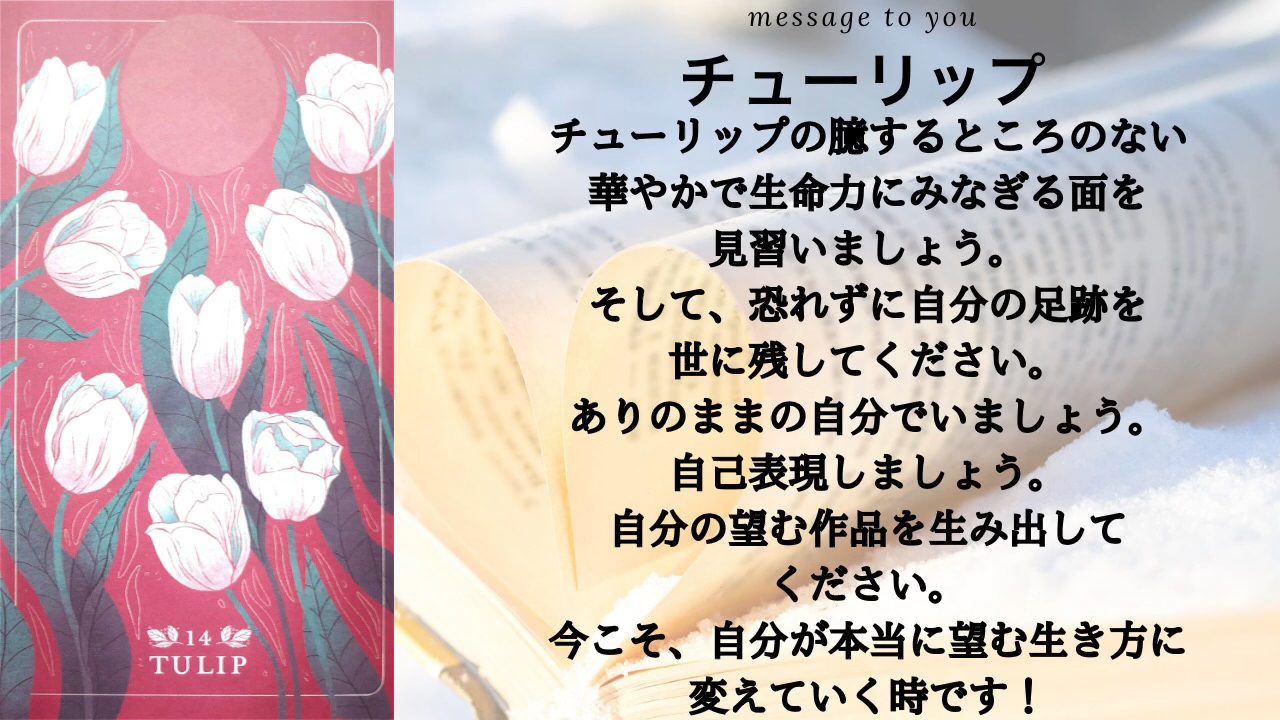 message to you
チューリップ
チューリップの臆するところのない
華やかで生命力にみなぎる面を
見習いましょう。
そして、恐れずに自分の足跡を
世に残してください。
ありのままの自分でいましょう。
自己表現しましょう。
自分の望む作品を生み出して
ください。
今こそ、自分が本当に望む生き方に
変えていく時です！
14
TULIP